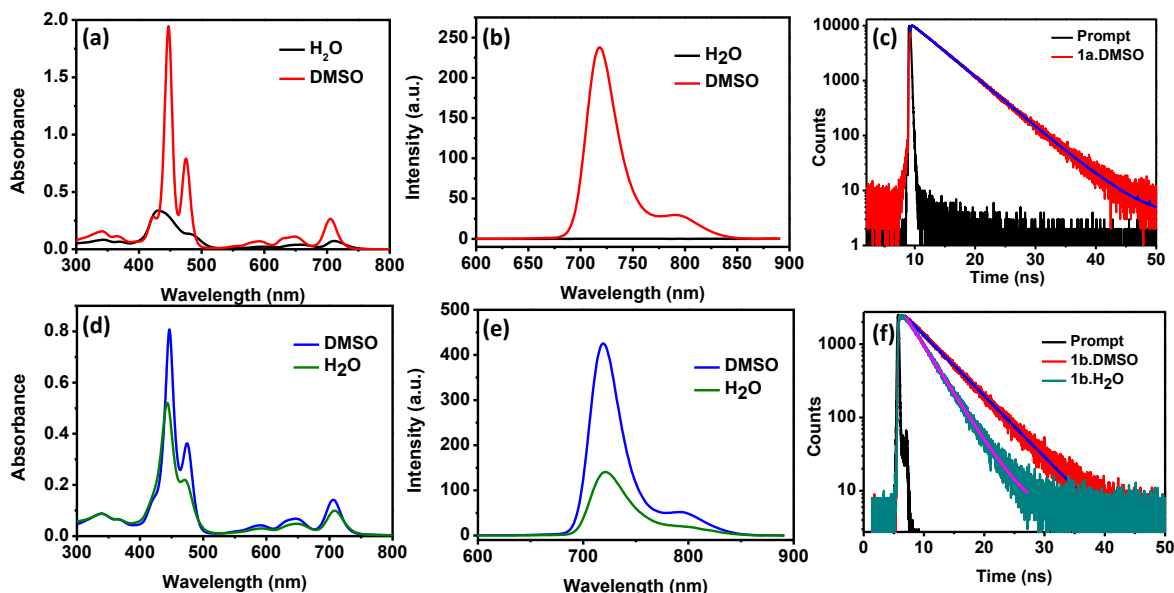 (a)
H₂O
DMSO
Absorbance
2.0
1.5
1.0
0.5
0.0
300 400 500 600 700 800
Wavelength (nm)
(b)
H2O
DMSO
Intensity (a.u.)
250
200
150
100
50
0
600 650 700 750 800 850 900
Wavelength (nm)
(c)
Prompt
1a.DMSO
Counts
10000
1000
100
10
1
10 20 30 40 50
Time (ns)
(d)
DMSO
H2O
Absorbance
0.8
0.6
0.4
0.2
0.0
300 400 500 600 700 800
Wavelength (nm)
(e)
DMSO
H2O
Intensity (a.u.)
500
400
300
200
100
0
600 700 800 900
Wavelength (nm)
(f)
Prompt
1b.DMSO
1b.H₂O
Counts
1000
100
10
0 10 20 30 40 50
Time (ns)